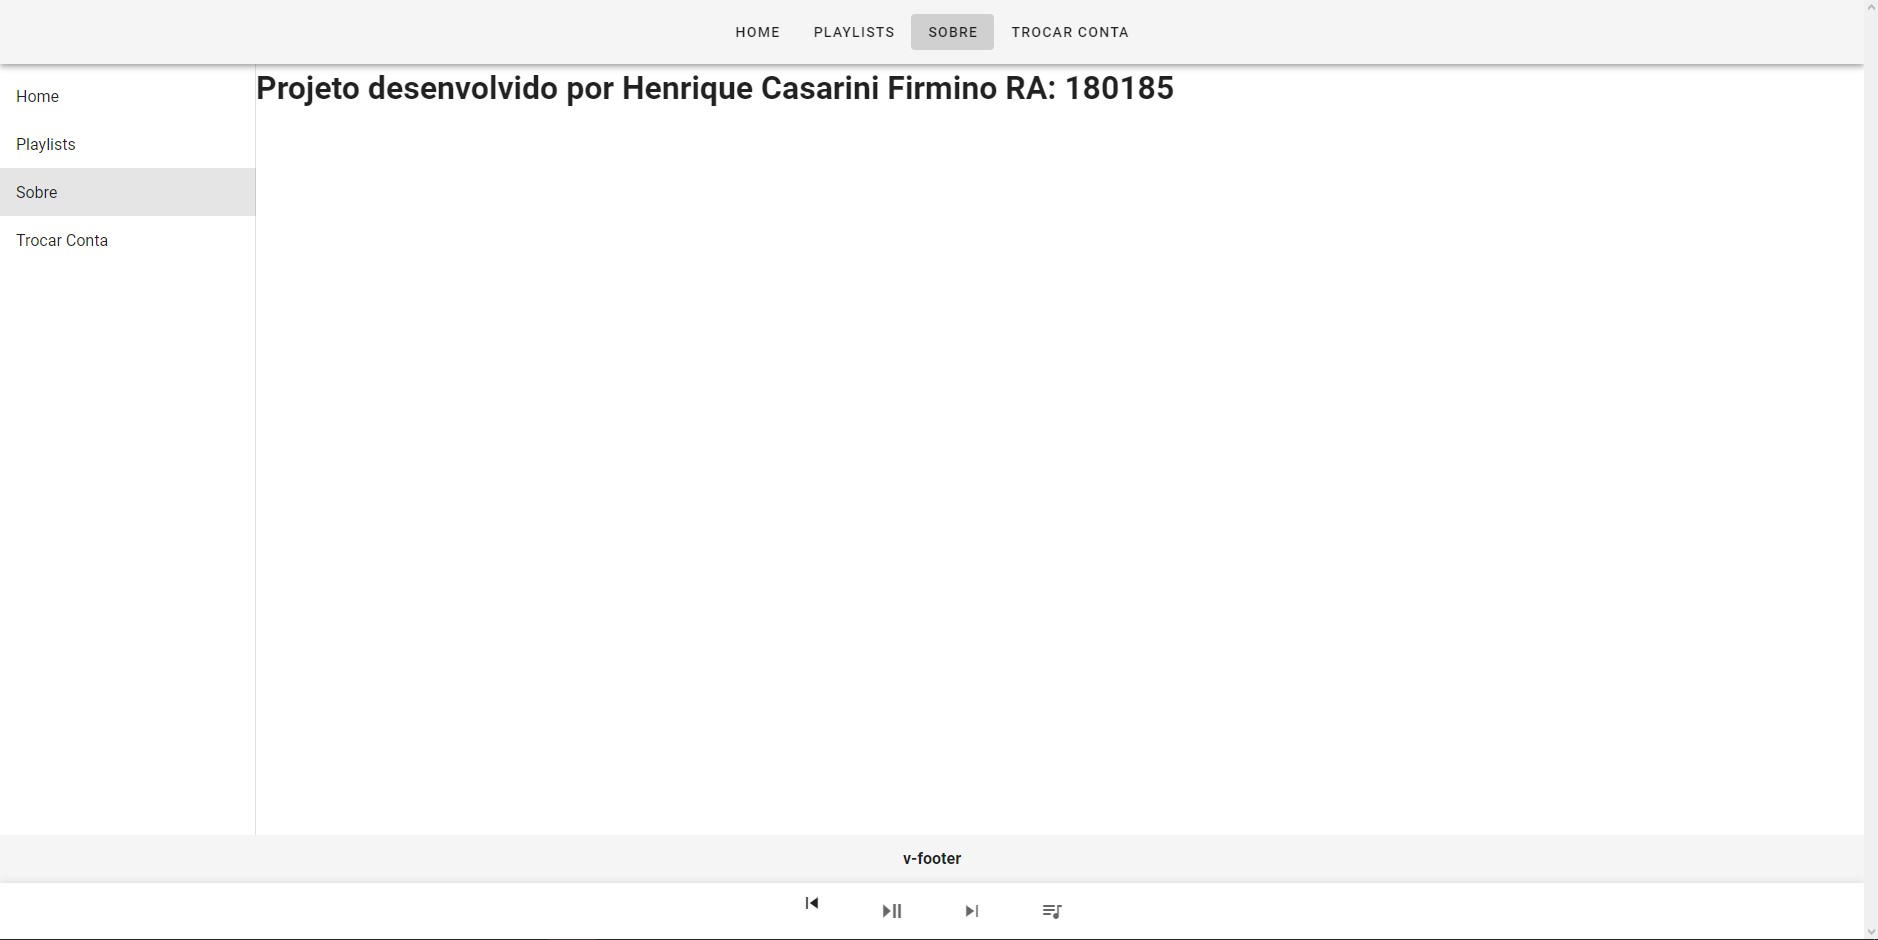 HOME PLAYLISTS SOBRE TROCAR CONTA
Projeto desenvolvido por Henrique Casarini Firmino RA: 180185
Home
Playlists
Sobre
Trocar Conta
v-footer